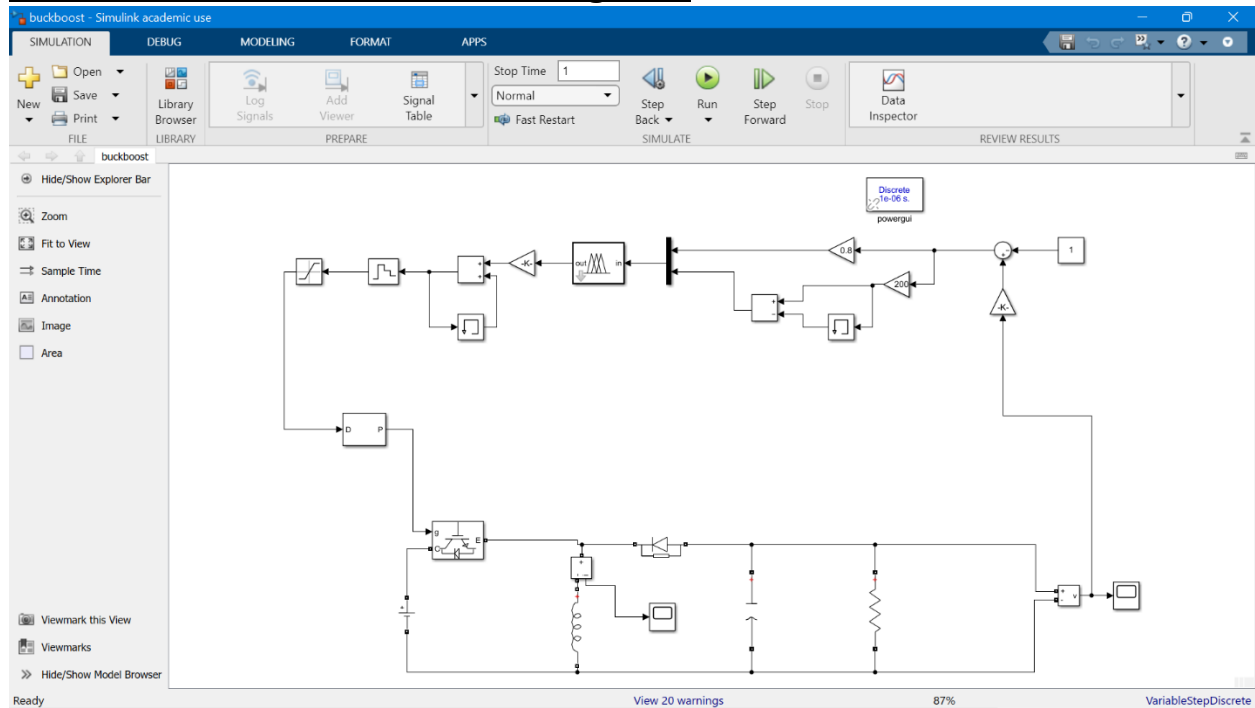 buckboost - Simulink academic use
SIMULATION DEBUG MODELING FORMAT APPS
New
Open
Save
Print
FILE
Library Browser
LIBRARY
Log Signals
Add Viewer
Signal Table
PREPARE
Stop Time 1
Normal
Fast Restart
Step Back
Run
Step Forward
Stop
SIMULATE
Data Inspector
REVIEW RESULTS
buckboost
Hide/Show Explorer Bar
Zoom
Fit to View
Sample Time
Annotation
Image
Area
Discrete
1e-06 s.
powergui
-K-
out
in
0.8
1
200
-K-
D P
g
C
E
v
Viewmark this View
Viewmarks
Hide/Show Model Browser
Ready
View 20 warnings
87%
VariableStepDiscrete